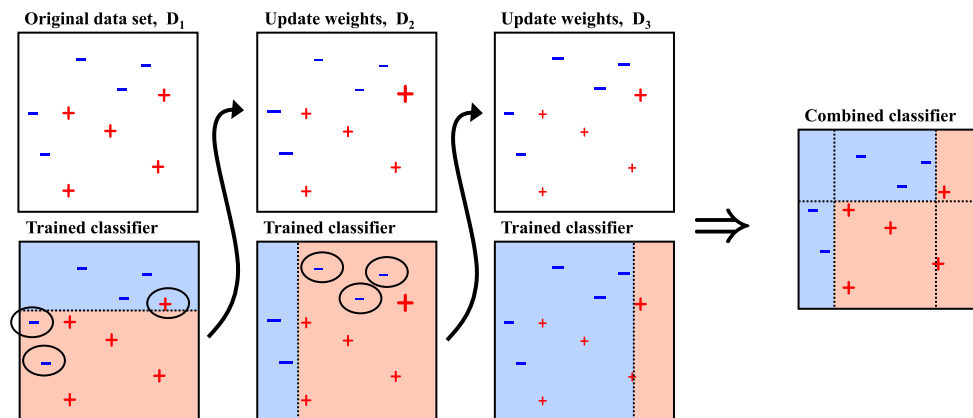 Original data set, D₁
Update weights, D₂
Update weights, D₃
Combined classifier
Trained classifier
Trained classifier
Trained classifier